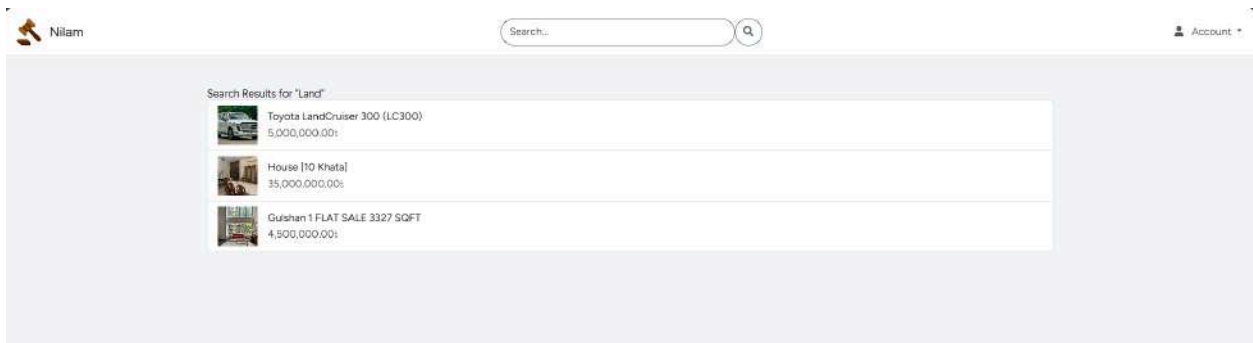 Nilam
Search...
Account
Search Results for "Land"
Toyota LandCruiser 300 (LC300)
5,000,000.00৳
House [10 Khata]
35,000,000.00৳
Gulshan 1 FLAT SALE 3327 SQFT
4,500,000.00৳